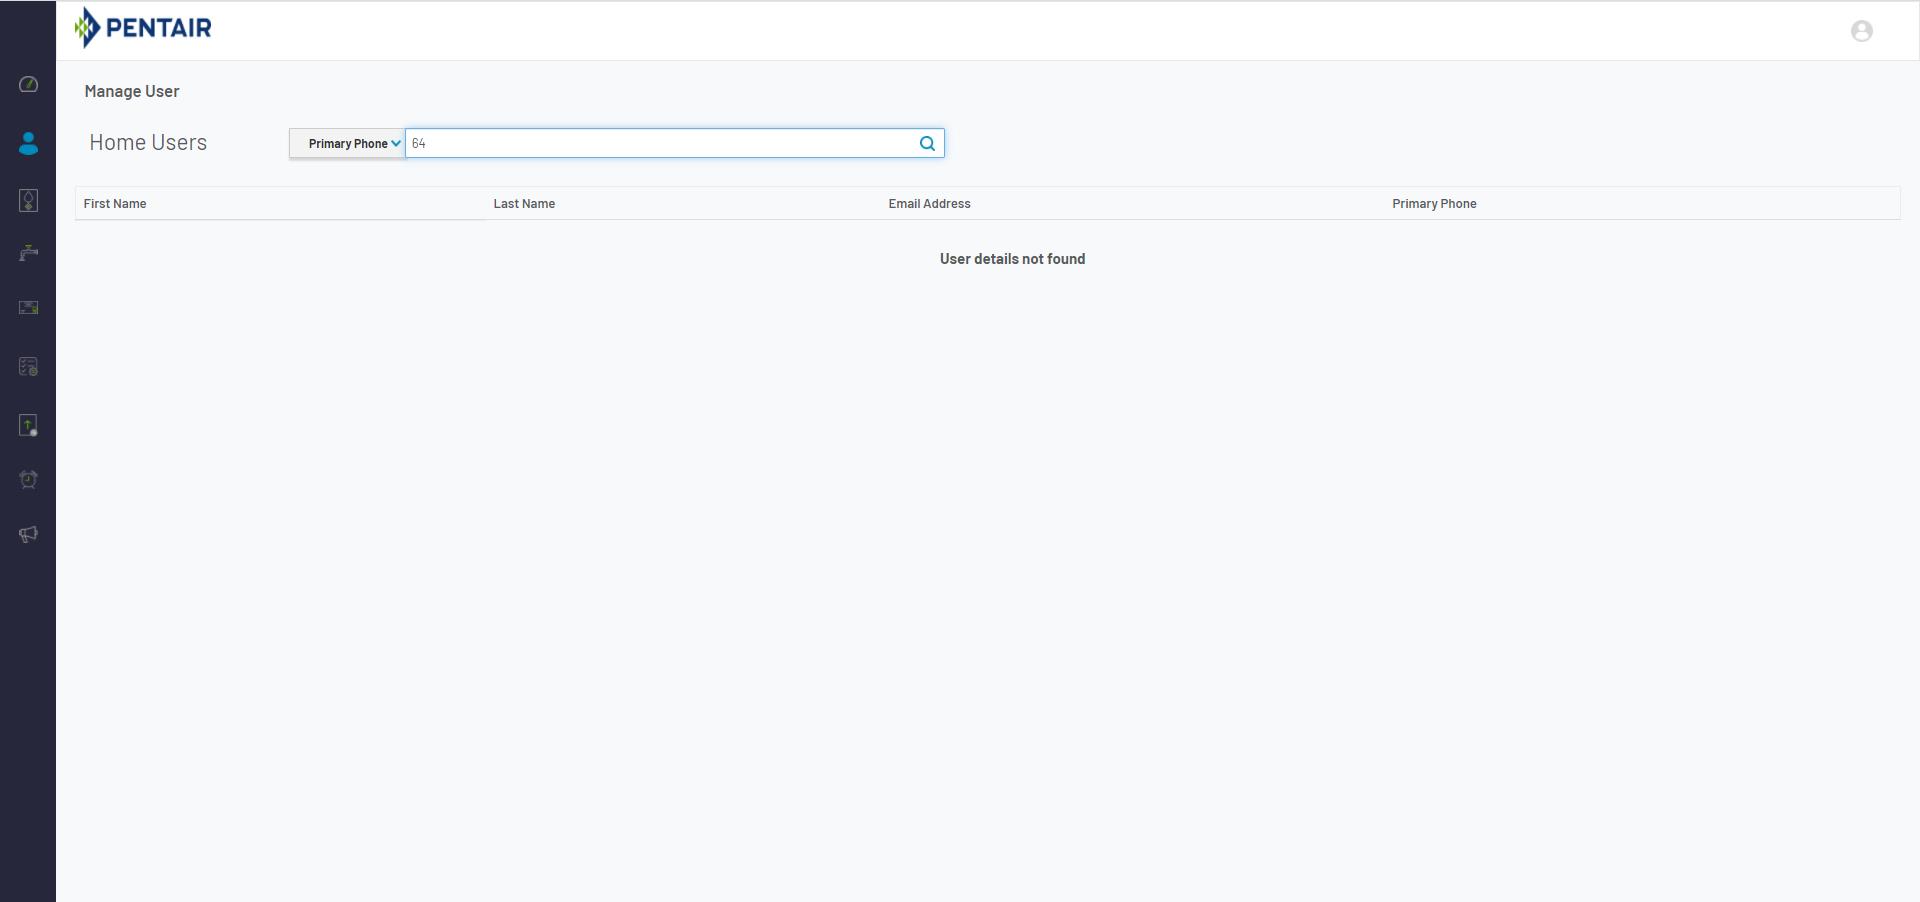 PENTAIR
Manage User
Home Users
Primary Phone
64
First Name Last Name Email Address Primary Phone
User details not found